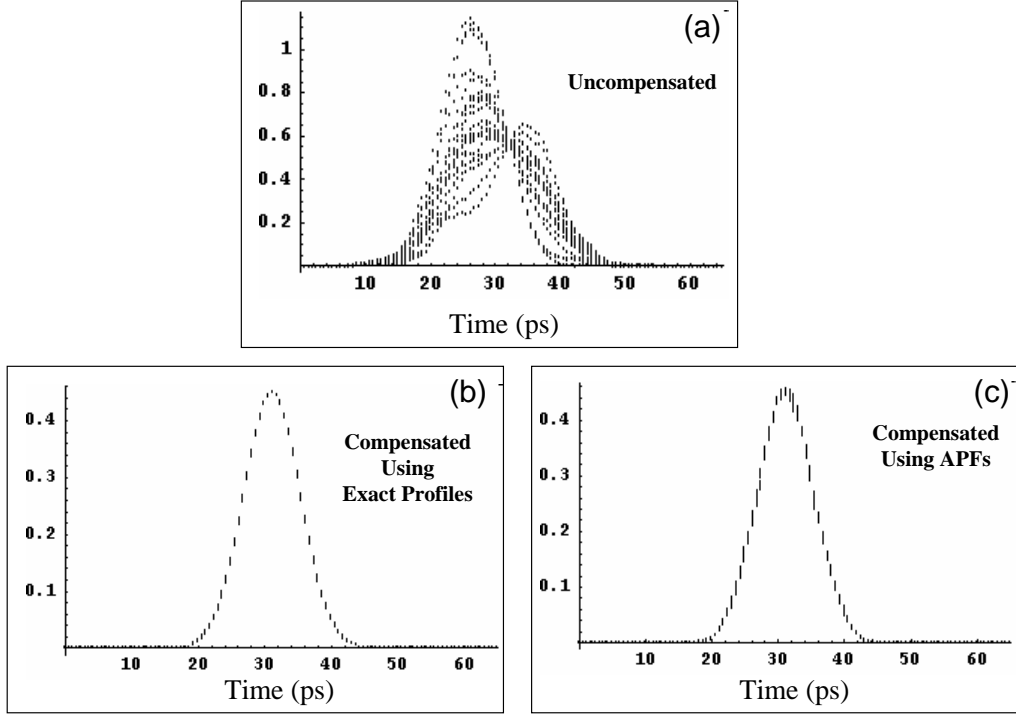 (a)
Uncompensated
1
0.8
0.6
0.4
0.2
10 20 30 40 50 60
Time (ps)
(b)
Compensated
Using
Exact Profiles
0.4
0.3
0.2
0.1
10 20 30 40 50 60
Time (ps)
(c)
Compensated
Using APFs
0.4
0.3
0.2
0.1
10 20 30 40 50 60
Time (ps)